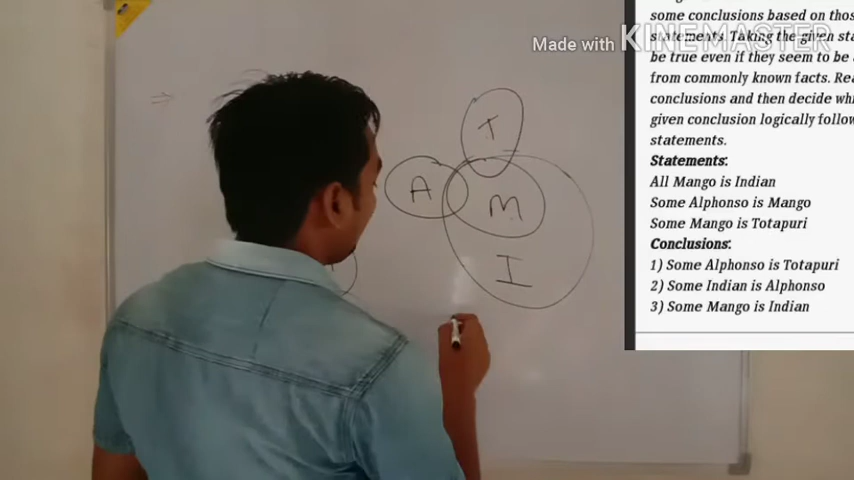 some conclusions based on thos
statements. Taking the given sta
be true even if they seem to be
from commonly known facts. Rea
conclusions and then decide whi
given conclusion logically follow
statements.
Statements:
All Mango is Indian
Some Alphonso is Mango
Some Mango is Totapuri
Conclusions:
1) Some Alphonso is Totapuri
2) Some Indian is Alphonso
3) Some Mango is Indian
Made with KINEMASTER
T
A
M
I